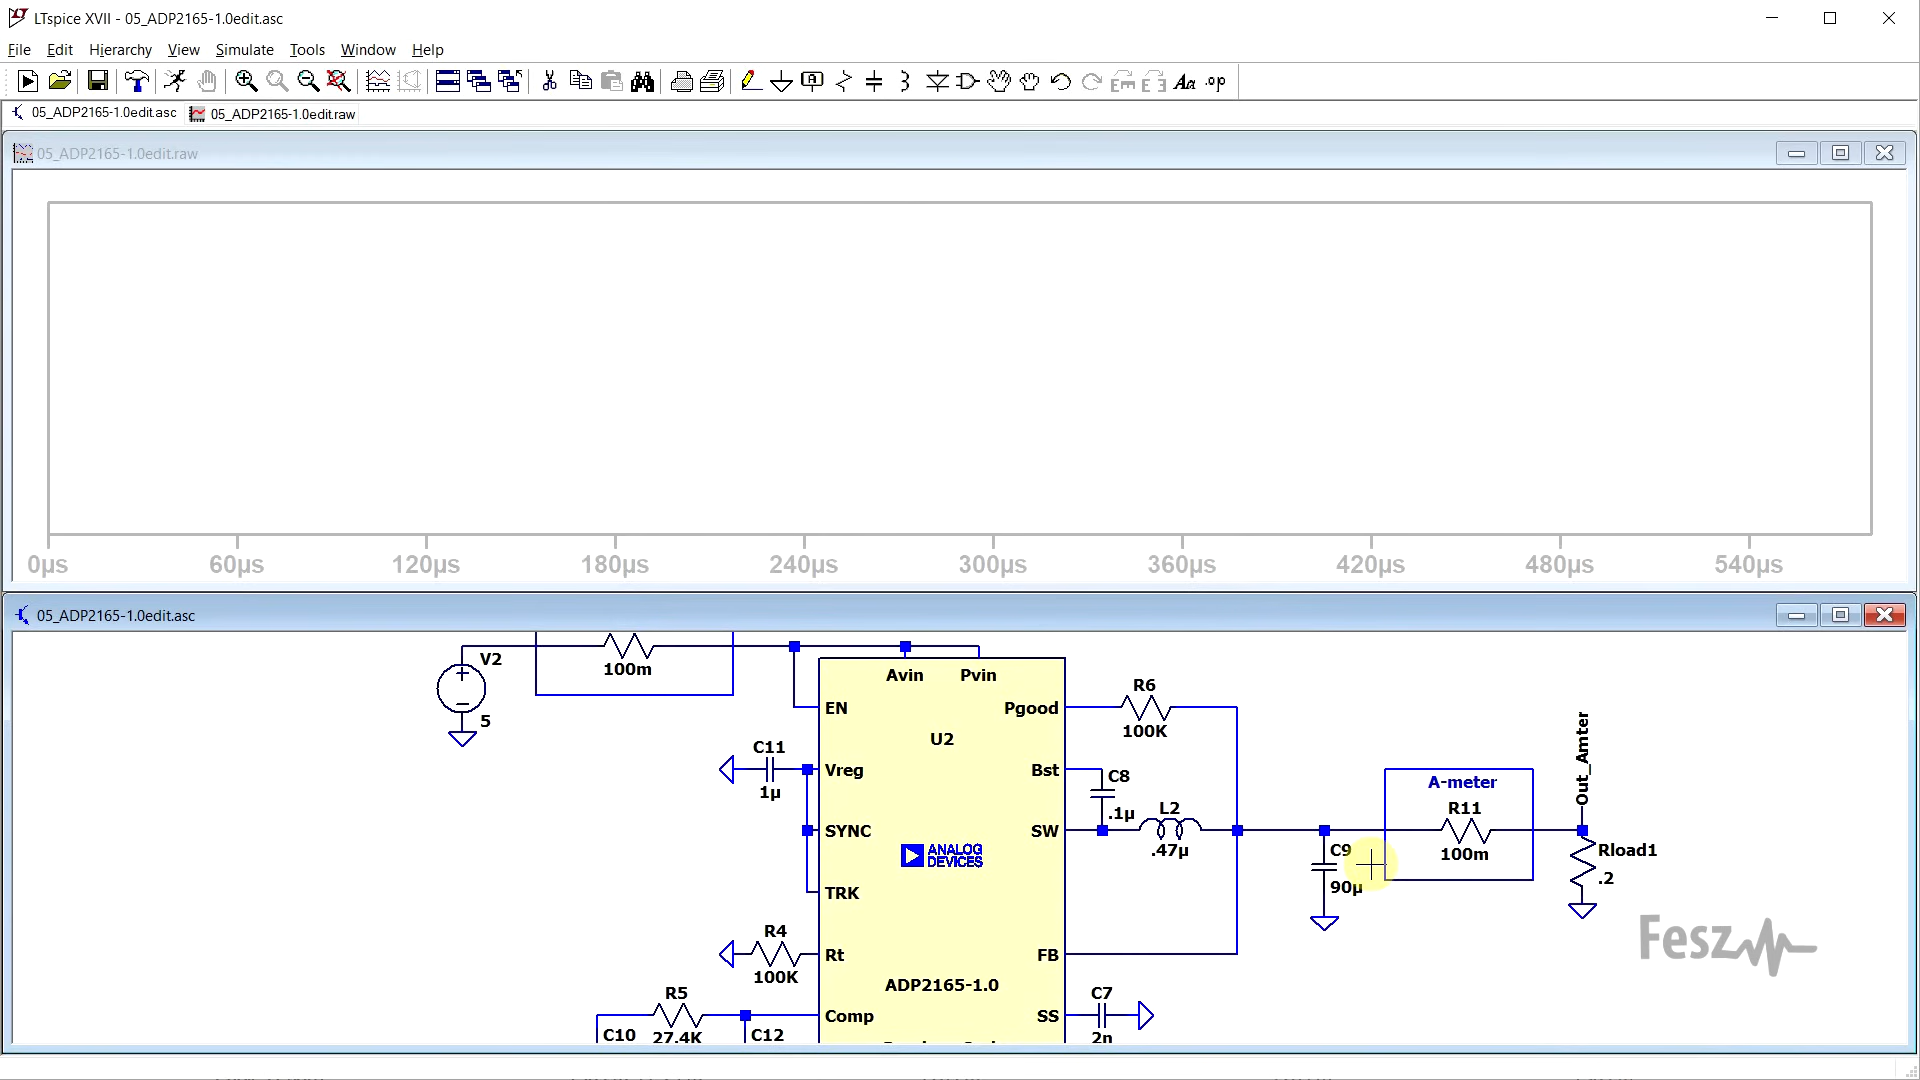 LTspice XVII - 05_ADP2165-1.0edit.asc
File Edit Hierarchy View Simulate Tools Window Help
05_ADP2165-1.0edit.asc 05_ADP2165-1.0edit.raw
05_ADP2165-1.0edit.raw
0µs 60µs 120µs 180µs 240µs 300µs 360µs 420µs 480µs 540µs
05_ADP2165-1.0edit.asc
V2
5
100m
Avin Pvin
EN
Pgood
U2
R6
100K
C11
1µ
Vreg
Bst
C8
.1µ
SYNC
SW
L2
.47µ
ANALOG
DEVICES
C9
90µ
A-meter
R11
100m
Out_Amter
Rload1
.2
TRK
R4
100K
Rt
FB
ADP2165-1.0
R5
27.4K
C10
C12
Comp
SS
C7
2n
Fesz